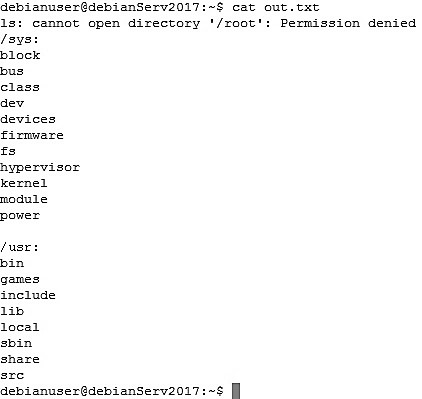 debianuser@debianServ2017:~$ cat out.txt
ls: cannot open directory '/root': Permission denied
/sys:
block
bus
class
dev
devices
firmware
fs
hypervisor
kernel
module
power

/usr:
bin
games
include
lib
local
sbin
share
src
debianuser@debianServ2017:~$